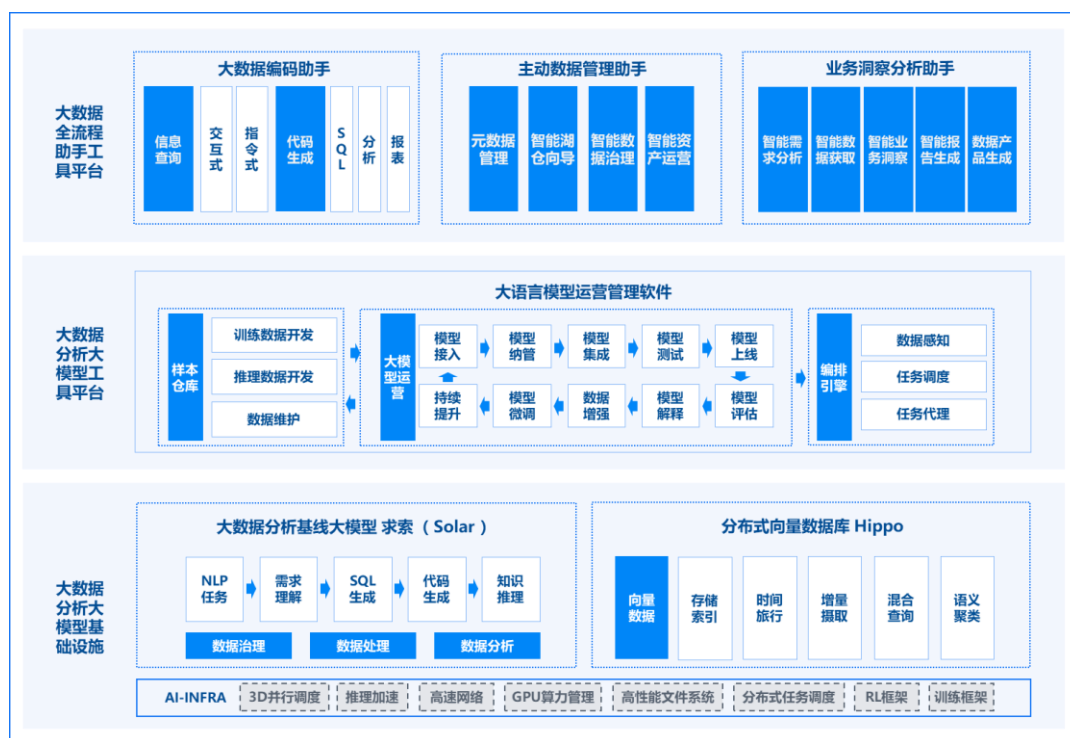 大数据
全流程
助手工
具平台
大数据编码助手
信息
查询
交
互
式
指
令
式
代码
生成
S
Q
L
分
析
报
表
主动数据管理助手
元数据
管理
智能湖
仓向导
智能数
据治理
智能资
产运营
业务洞察分析助手
智能需
求分析
智能数
据获取
智能业
务洞察
智能报
告生成
数据产
品生成
大数据
分析大
模型工
具平台
大语言模型运营管理软件
样本
仓库
训练数据开发
推理数据开发
数据维护
大模
型运
营
模型
接入
模型
纳管
模型
集成
模型
测试
模型
上线
持续
提升
模型
微调
数据
增强
模型
解释
模型
评估
编排
引擎
数据感知
任务调度
任务代理
大数据
分析大
模型基
础设施
大数据分析基线大模型 求索（ Solar ）
NLP
任务
需求
理解
SQL
生成
代码
生成
知识
推理
数据治理
数据处理
数据分析
分布式向量数据库 Hippo
向量
数据
存储
索引
时间
旅行
增量
摄取
混合
查询
语义
聚类
AI-INFRA
3D并行调度
推理加速
高速网络
GPU算力管理
高性能文件系统
分布式任务调度
RL框架
训练框架